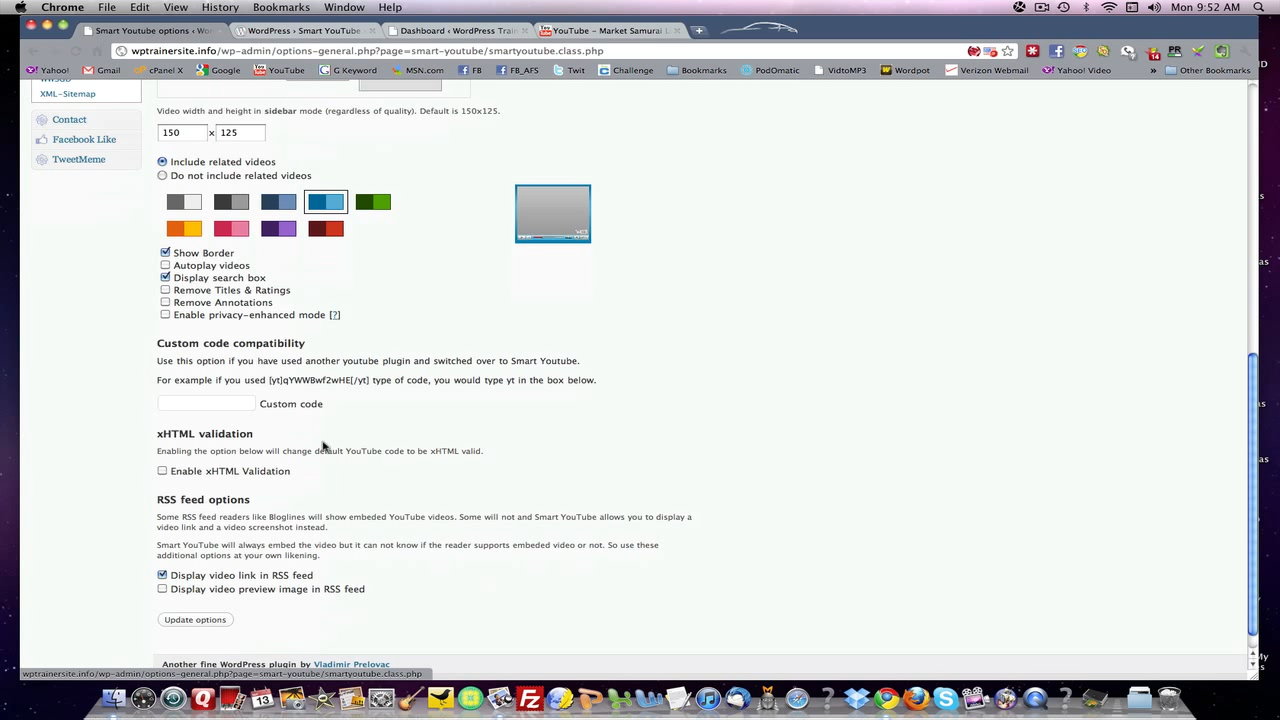 Chrome File Edit View History Bookmarks Window Help Mon 9:52 AM
Smart Youtube options ‹ Wo WordPress › Smart YouTube Dashboard ‹ WordPress Train YouTube – Market Samurai L
wptrainersite.info/wp-admin/options-general.php?page=smart-youtube/smartyoutube.class.php
Yahoo! Gmail cPanel X Google YouTube G Keyword MSN.com FB FB_AFS Twit Challenge Bookmarks PodOmatic VidtoMP3 Wordpot Verizon Webmail Yahoo! Video » Other Bookmarks
XML-Sitemap
Contact
Facebook Like
TweetMeme
Video width and height in sidebar mode (regardless of quality). Default is 150x125.
150 x 125
Include related videos
Do not include related videos
Show Border
Autoplay videos
Display search box
Remove Titles & Ratings
Remove Annotations
Enable privacy-enhanced mode [?]
Custom code compatibility
Use this option if you have used another youtube plugin and switched over to Smart Youtube.
For example if you used [yt]qYWWBwf2wHE[/yt] type of code, you would type yt in the box below.
Custom code
xHTML validation
Enabling the option below will change default YouTube code to be xHTML valid.
Enable xHTML Validation
RSS feed options
Some RSS feed readers like Bloglines will show embeded YouTube videos. Some will not and Smart YouTube allows you to display a
video link and a video screenshot instead.
Smart YouTube will always embed the video but it can not know if the reader supports embeded video or not. So use these
additional options at your own likening.
Display video link in RSS feed
Display video preview image in RSS feed
Update options
Another fine WordPress plugin by Vladimir Prelovac
wptrainersite.info/wp-admin/options-general.php?page=smart-youtube/smartyoutube.class.php